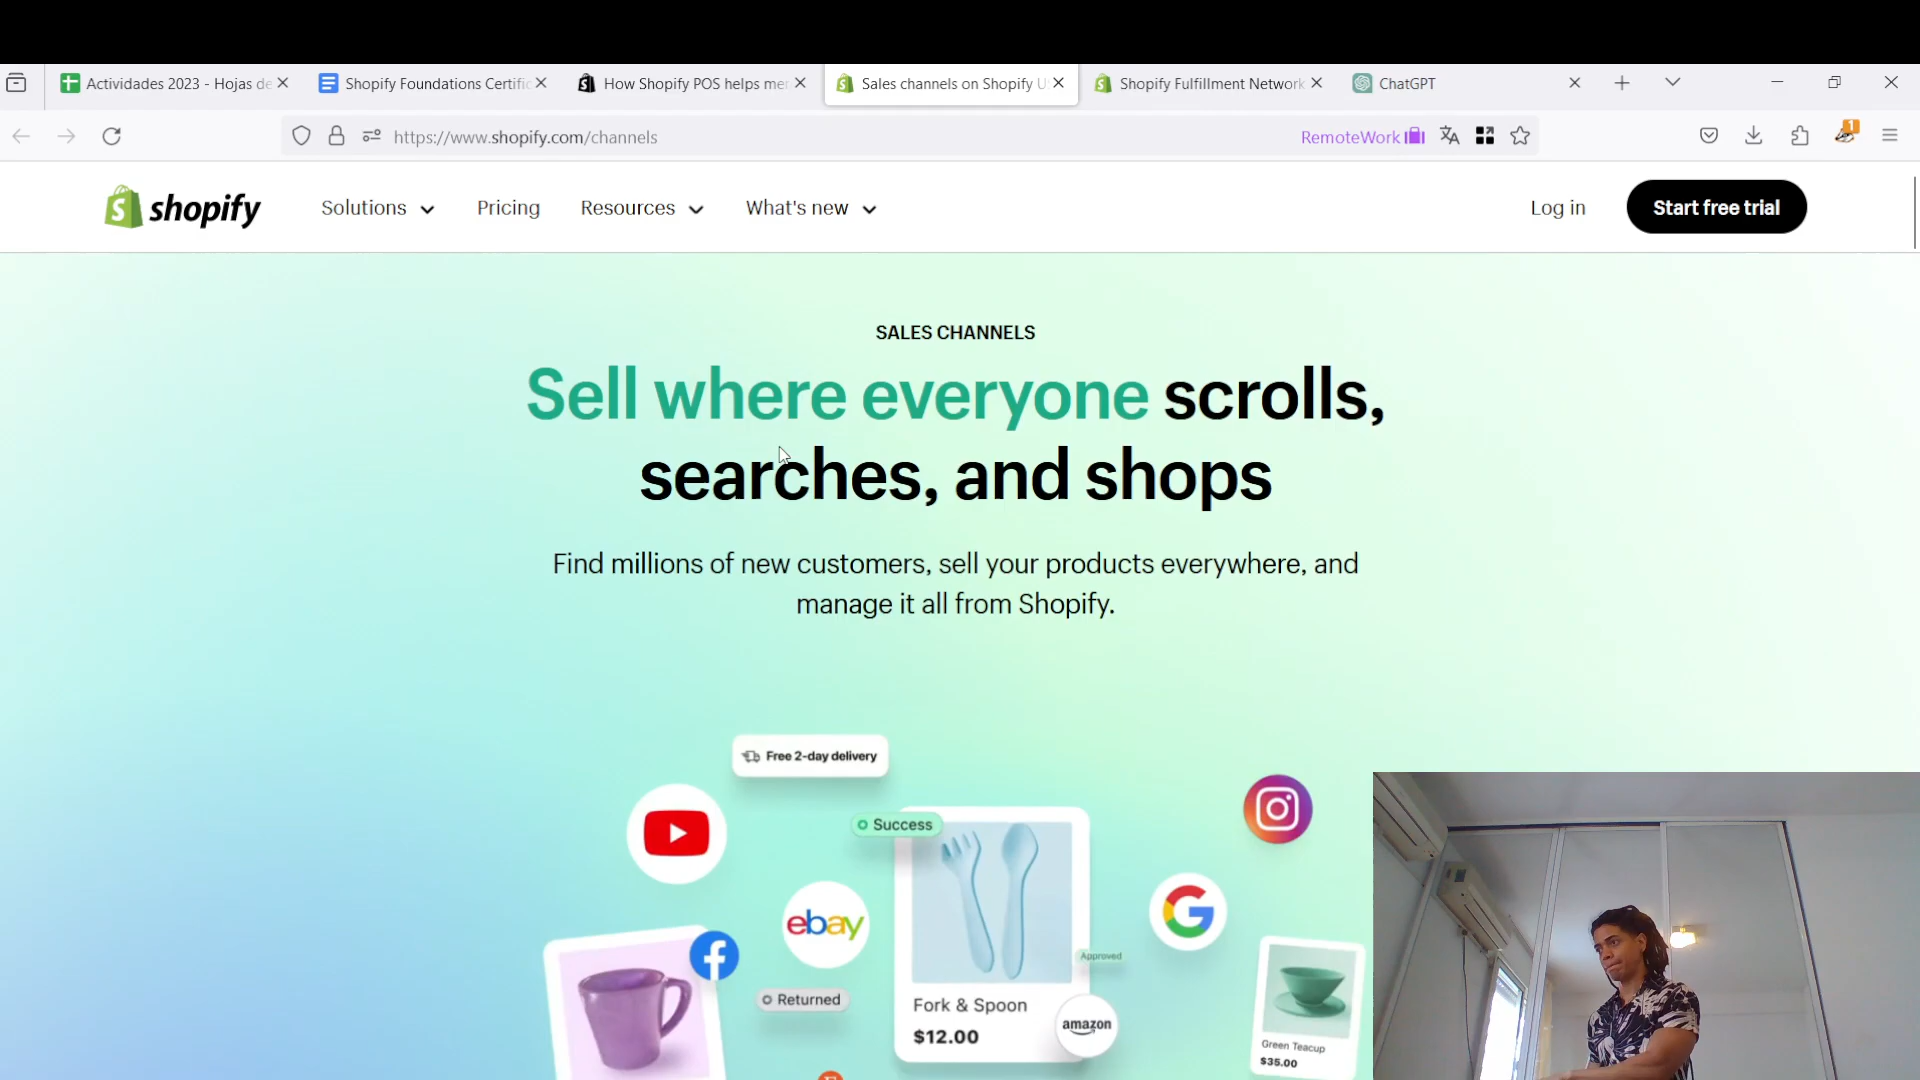 Actividades 2023 - Hojas de
Shopify Foundations Certific
How Shopify POS helps mer
Sales channels on Shopify U
Shopify Fulfillment Network
ChatGPT
https://www.shopify.com/channels
RemoteWork
1
shopify
Solutions
Pricing
Resources
What's new
Log in
Start free trial
SALES CHANNELS
Sell where everyone scrolls,
searches, and shops
Find millions of new customers, sell your products everywhere, and
manage it all from Shopify.
Free 2-day delivery
Success
ebay
Approved
Returned
Fork & Spoon
$12.00
amazon
Green Teacup
$35.00